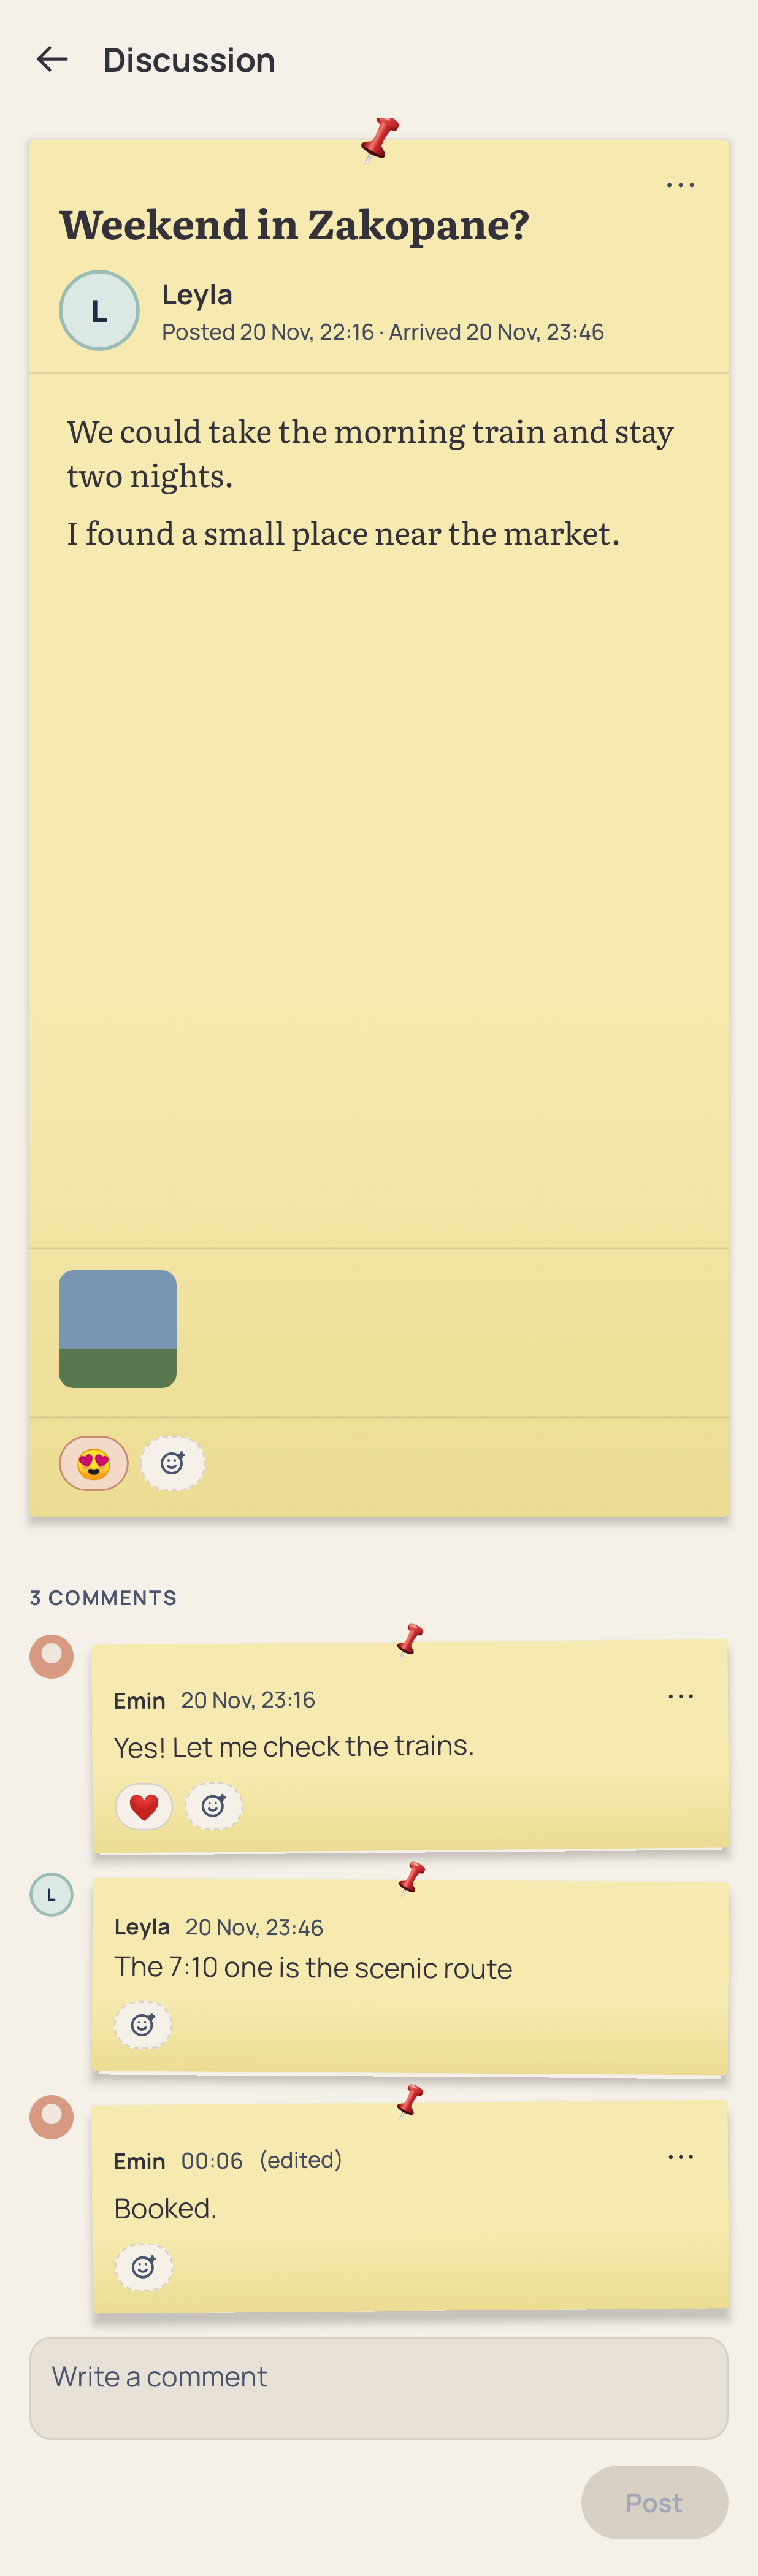 Discussion
Weekend in Zakopane?
L
Leyla
Posted 20 Nov, 22:16 · Arrived 20 Nov, 23:46
We could take the morning train and stay
two nights.
I found a small place near the market.
3 COMMENTS
Emin 20 Nov, 23:16
Yes! Let me check the trains.
L
Leyla 20 Nov, 23:46
The 7:10 one is the scenic route
Emin 00:06 (edited)
Booked.
Write a comment
Post